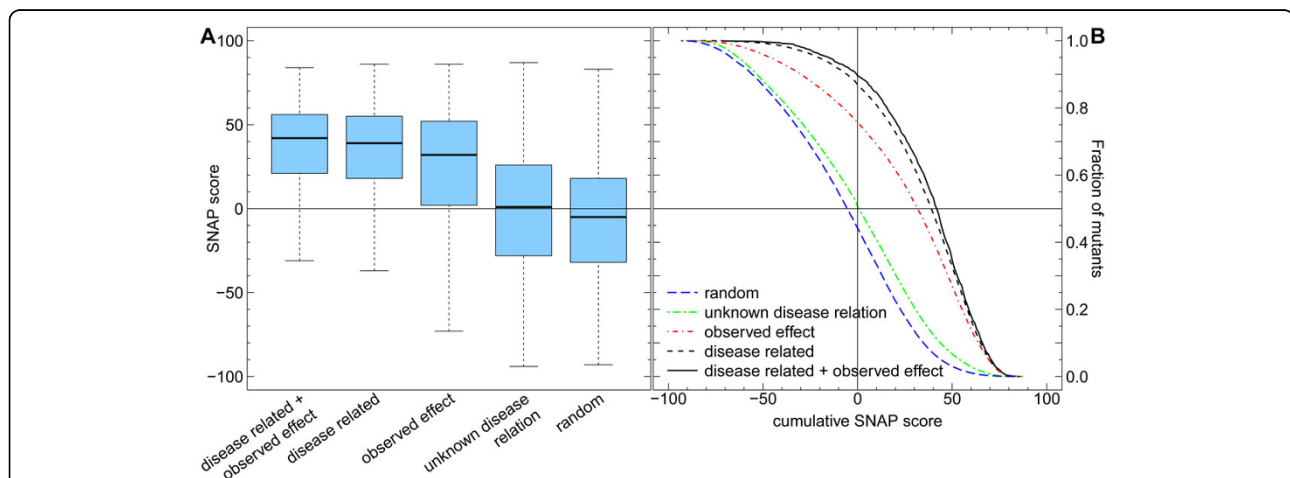 A
100
50
0
−50
−100
SNAP score
disease related +
observed effect
disease related
observed effect
unknown disease
relation
random
B
1.0
0.8
0.6
0.4
0.2
0.0
Fraction of mutants
random
unknown disease relation
observed effect
disease related
disease related + observed effect
−100
−50
0
50
100
cumulative SNAP score